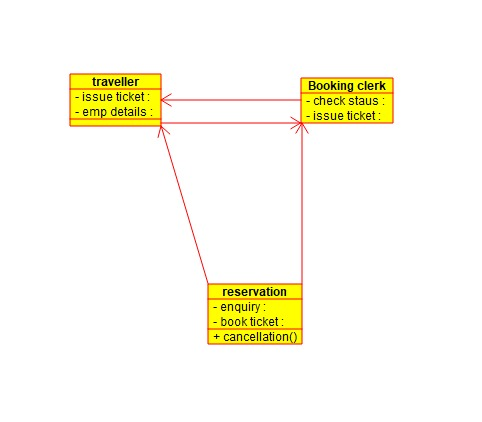 traveller
- issue ticket :
- emp details :
Booking clerk
- check staus :
- issue ticket :
reservation
- enquiry :
- book ticket :
+ cancellation()